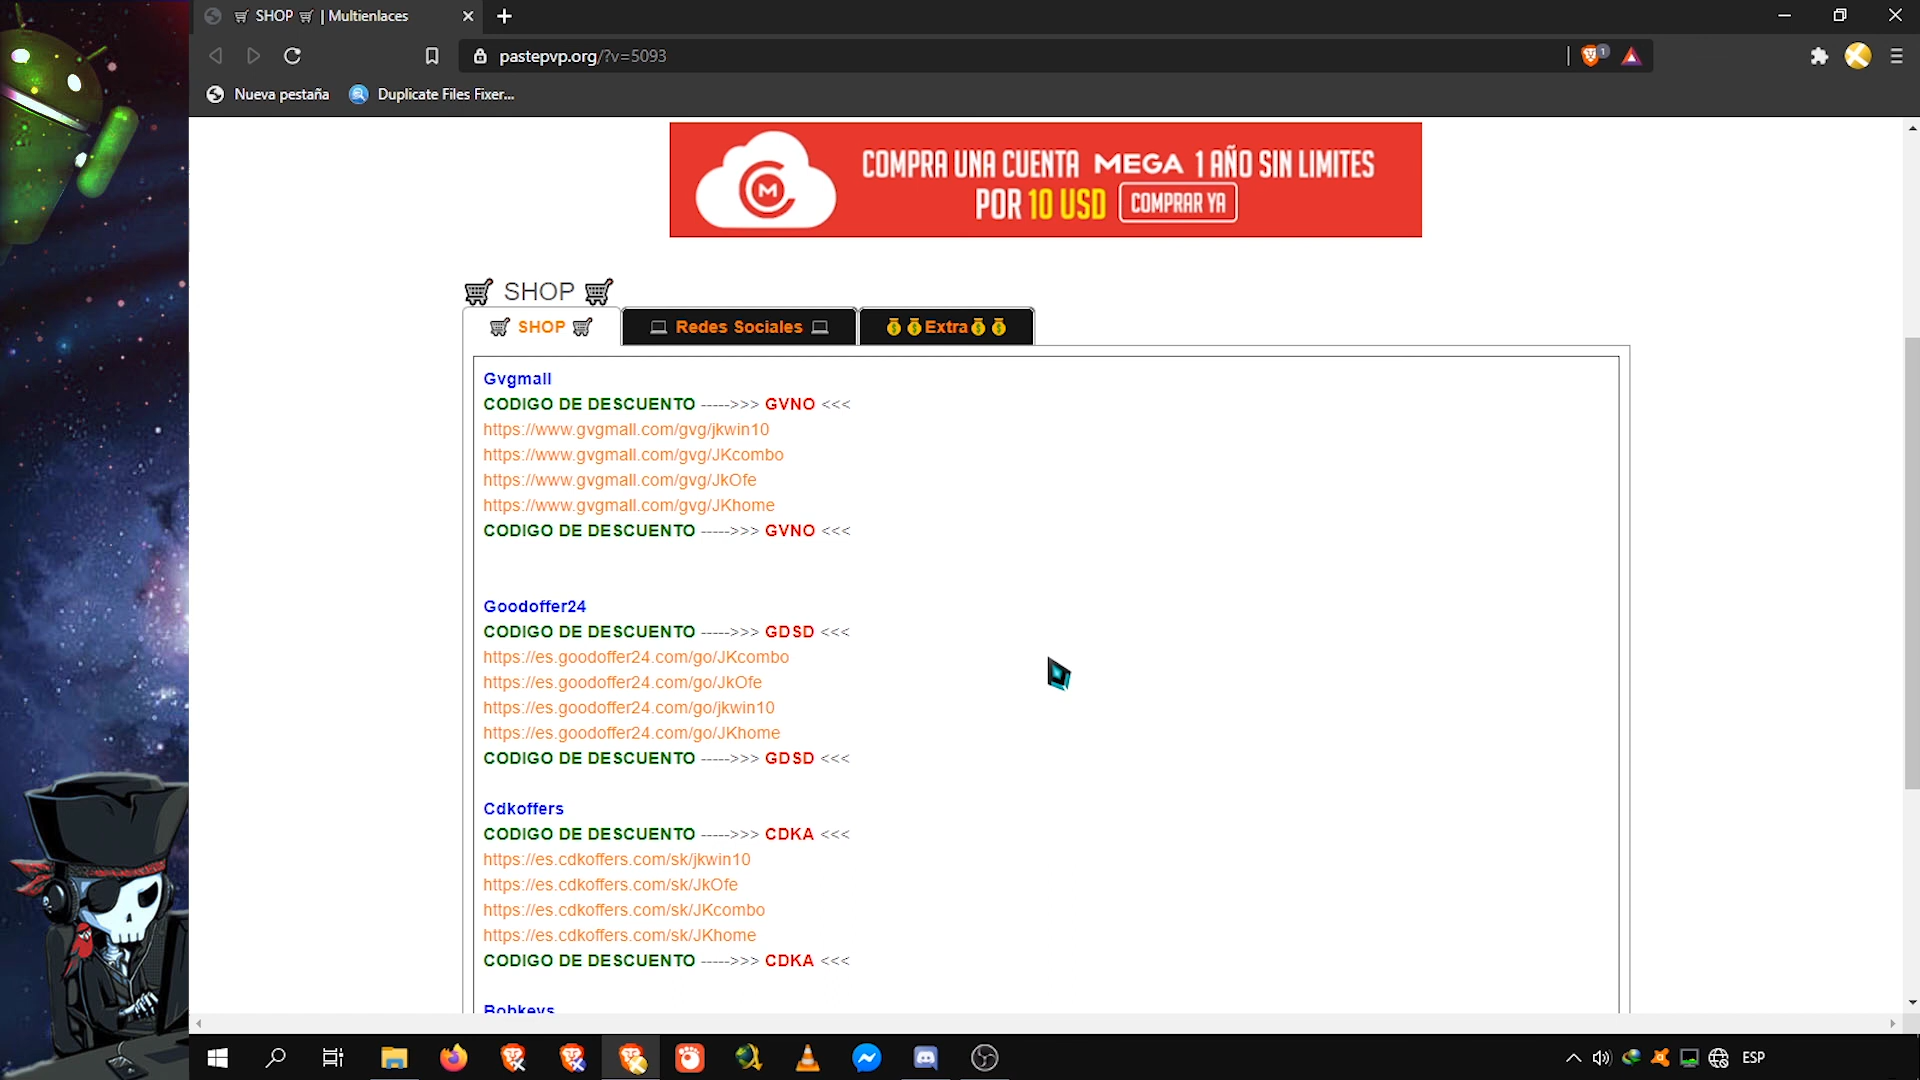 🛒 SHOP 🛒 | Multienlaces
pastepvp.org/?v=5093
1
Nueva pestaña
Duplicate Files Fixer...
M
COMPRA UNA CUENTA MEGA 1 AÑO SIN LIMITES
POR 10 USD COMPRAR YA
🛒 SHOP 🛒
🛒 SHOP 🛒
💻 Redes Sociales 💻
💰💰Extra💰💰
Gvgmall
CODIGO DE DESCUENTO ----->>> GVNO <<<
https://www.gvgmall.com/gvg/jkwin10
https://www.gvgmall.com/gvg/JKcombo
https://www.gvgmall.com/gvg/JkOfe
https://www.gvgmall.com/gvg/JKhome
CODIGO DE DESCUENTO ----->>> GVNO <<<
Goodoffer24
CODIGO DE DESCUENTO ----->>> GDSD <<<
https://es.goodoffer24.com/go/JKcombo
https://es.goodoffer24.com/go/JkOfe
https://es.goodoffer24.com/go/jkwin10
https://es.goodoffer24.com/go/JKhome
CODIGO DE DESCUENTO ----->>> GDSD <<<
Cdkoffers
CODIGO DE DESCUENTO ----->>> CDKA <<<
https://es.cdkoffers.com/sk/jkwin10
https://es.cdkoffers.com/sk/JkOfe
https://es.cdkoffers.com/sk/JKcombo
https://es.cdkoffers.com/sk/JKhome
CODIGO DE DESCUENTO ----->>> CDKA <<<
Bobkeys
ESP